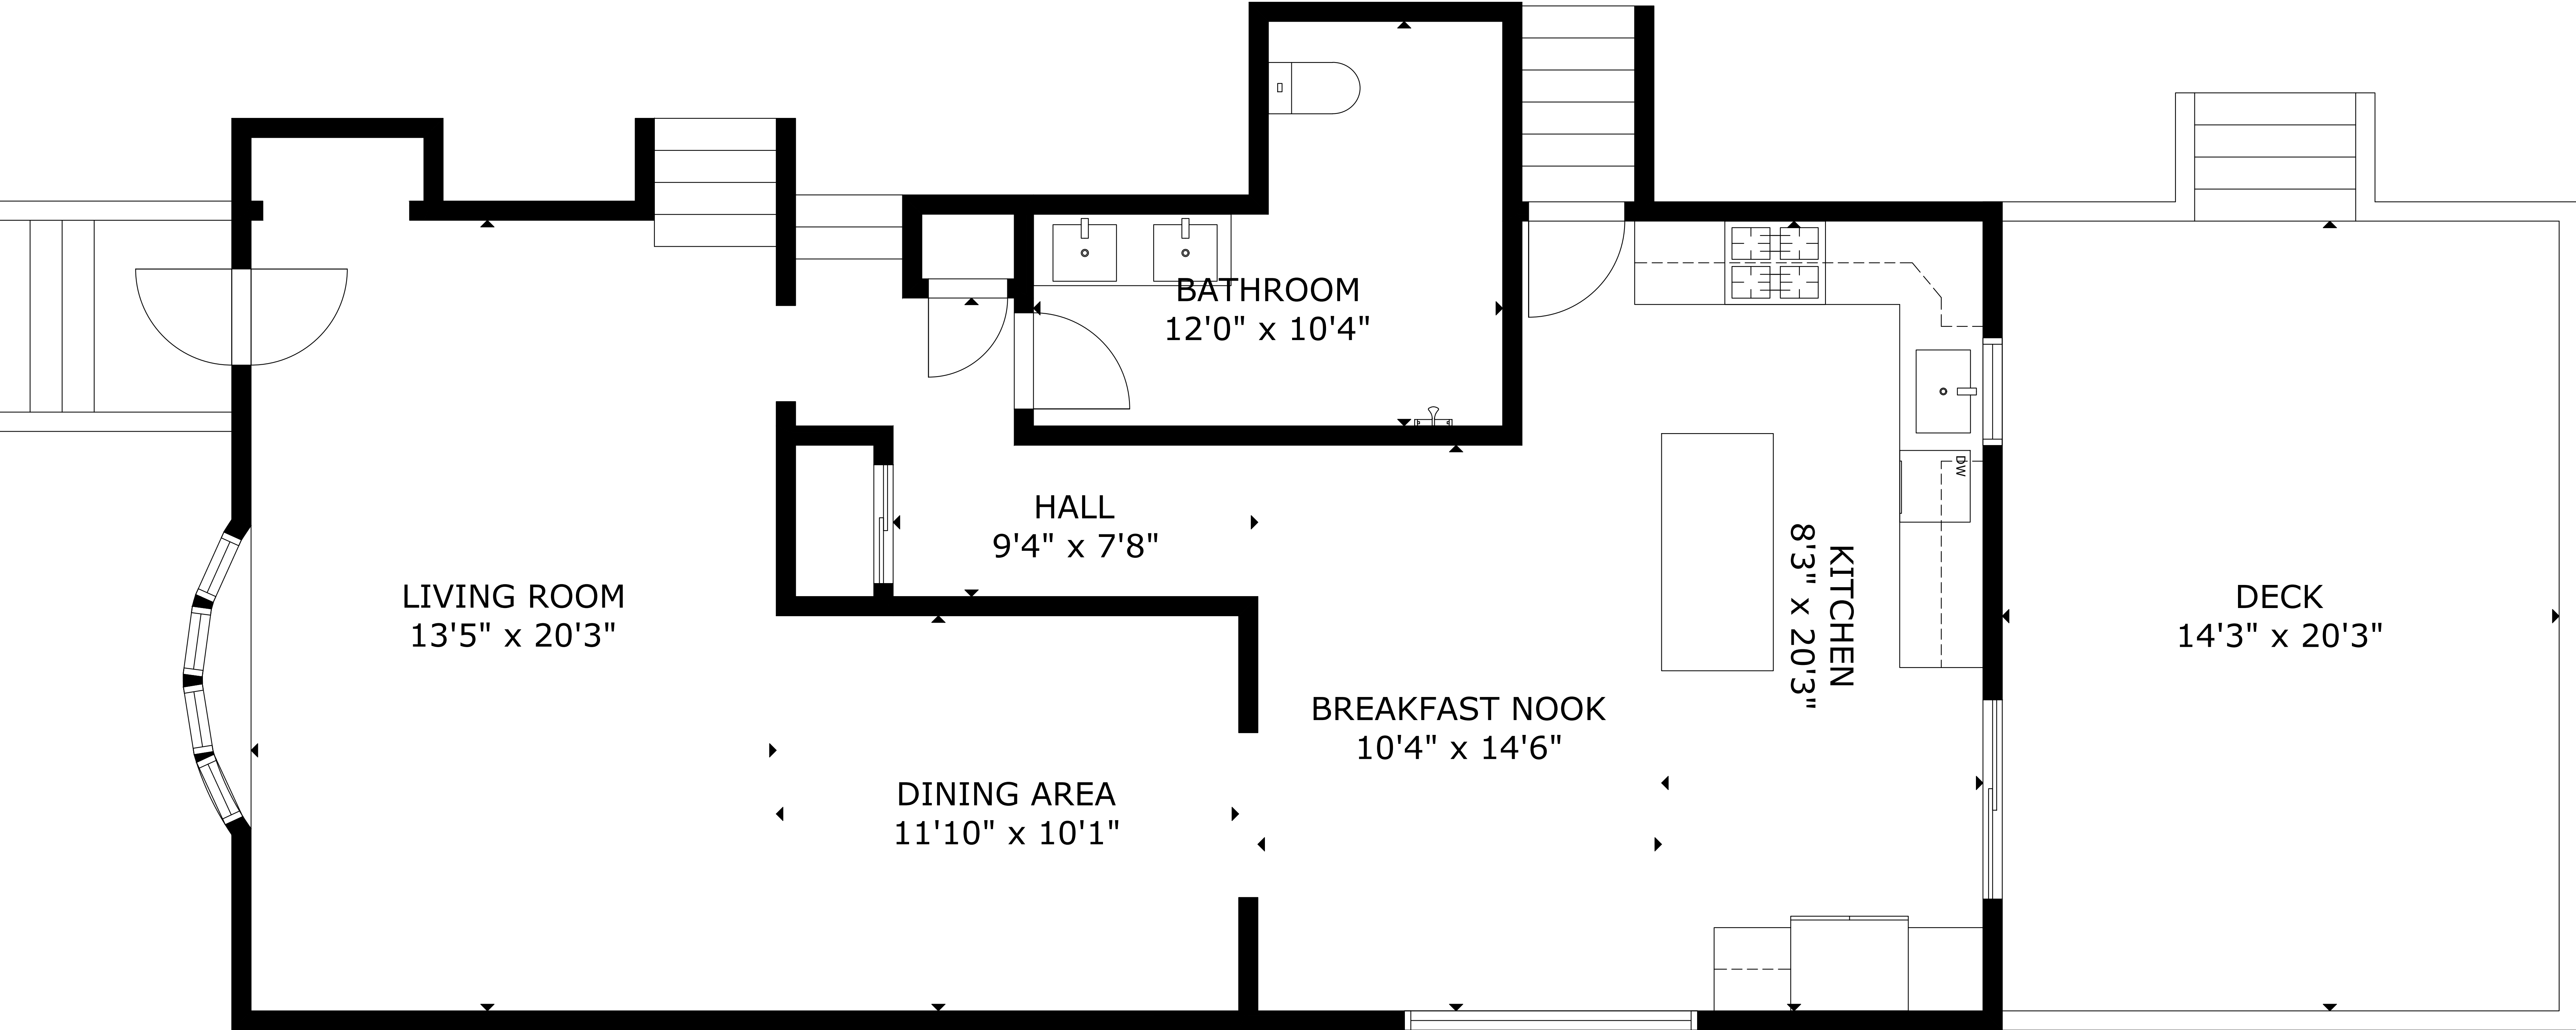 BATHROOM
12'0" x 10'4"
DW
HALL
9'4" x 7'8"
LIVING ROOM
13'5" x 20'3"
KITCHEN
8'3" x 20'3"
DECK
14'3" x 20'3"
BREAKFAST NOOK
10'4" x 14'6"
DINING AREA
11'10" x 10'1"